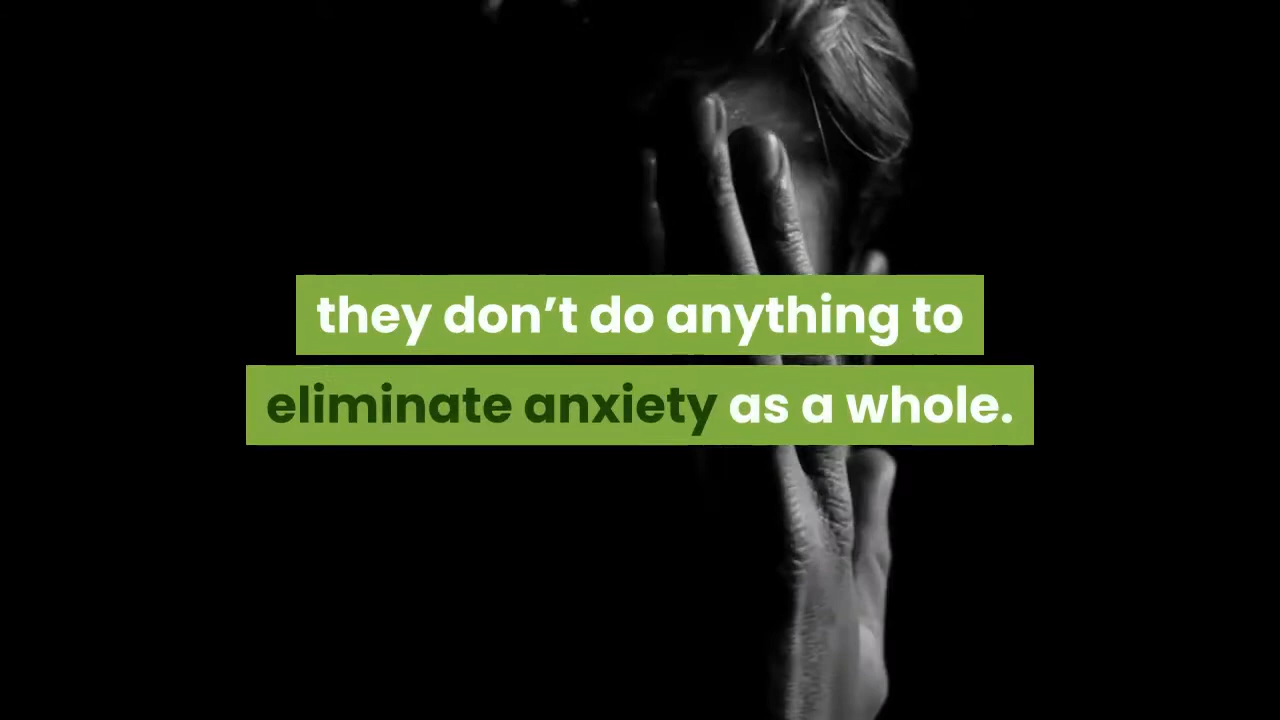 they don’t do anything to
eliminate anxiety as a whole.